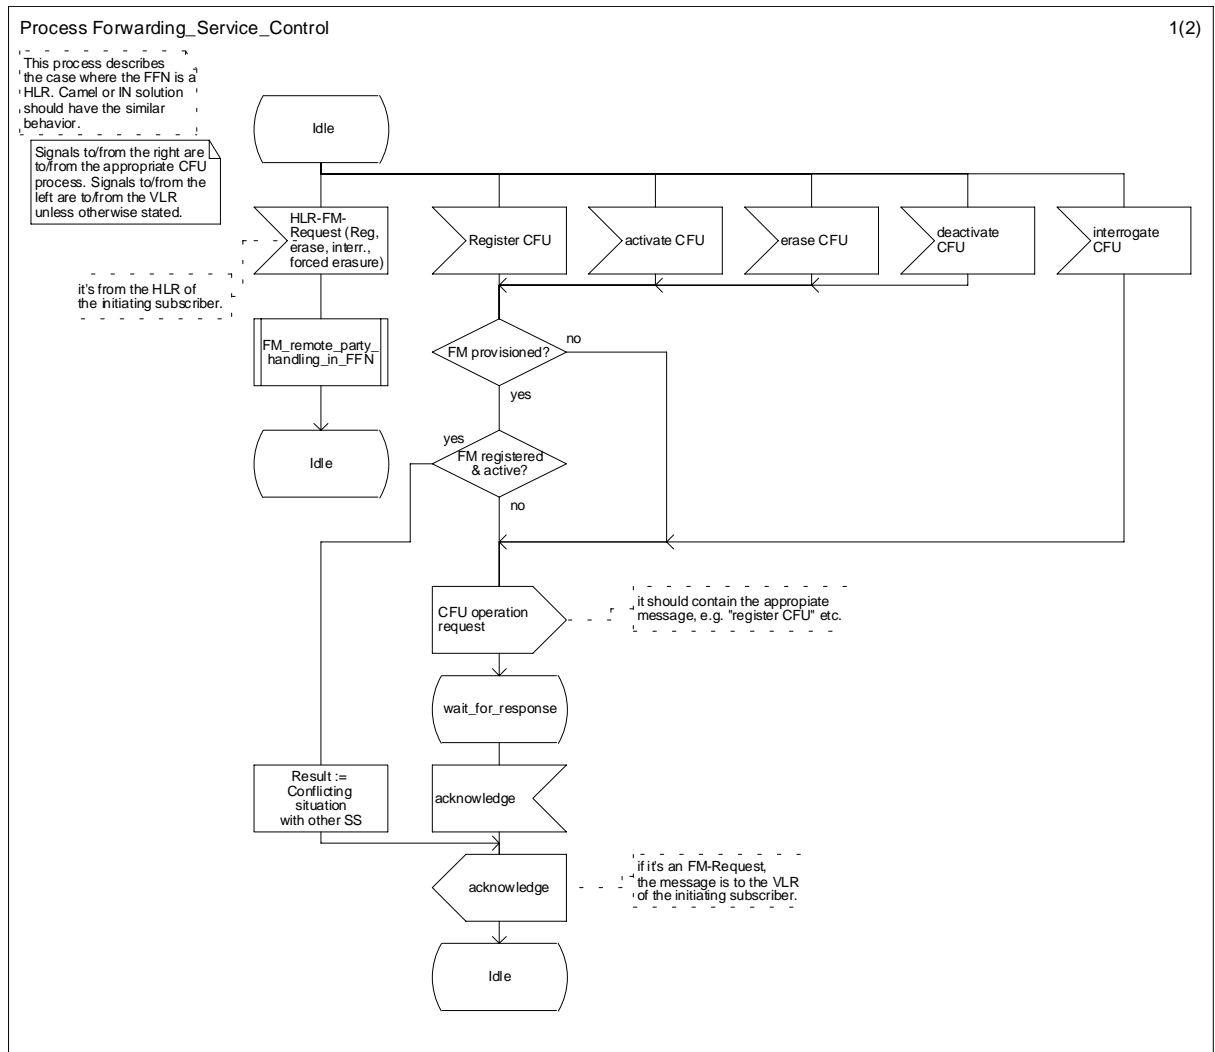 Process Forwarding_Service_Control
1(2)
This process describes
the case where the FFN is a
HLR. Camel or IN solution
should have the similar
behavior.
Signals to/from the right are
to/from the appropriate CFU
process. Signals to/from the
left are to/from the VLR
unless otherwise stated.
Idle
HLR-FM-
Request (Reg,
erase, interr.,
forced erasure)
Register CFU
activate CFU
erase CFU
deactivate
CFU
interrogate
CFU
it's from the HLR of
the initiating subscriber.
FM_remote_party_
handling_in_FFN
Idle
FM provisioned?
no
yes
yes
FM registered
& active?
no
CFU operation
request
it should contain the appropiate
message, e.g. "register CFU" etc.
wait_for_response
Result :=
Conflicting
situation
with other SS
acknowledge
acknowledge
if it's an FM-Request,
the message is to the VLR
of the initiating subscriber.
Idle